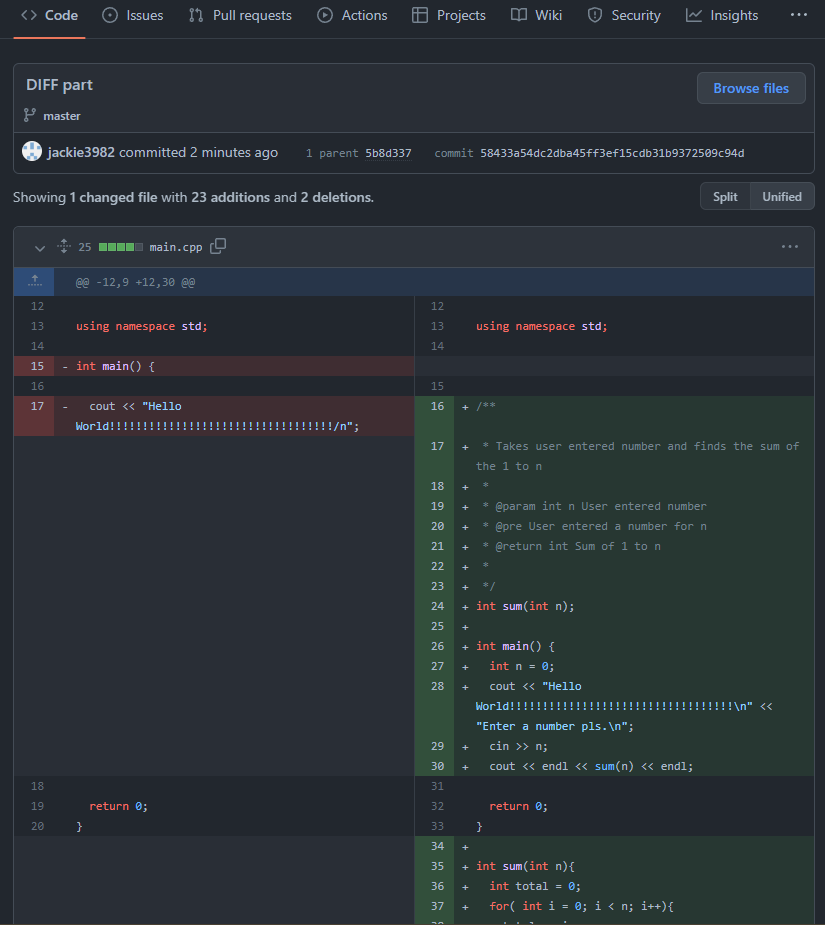 Code Issues Pull requests Actions Projects Wiki Security Insights ...
DIFF part
Browse files
master
jackie3982 committed 2 minutes ago 1 parent 5b8d337 commit 58433a54dc2dba45ff3ef15cdb31b9372509c94d
Showing 1 changed file with 23 additions and 2 deletions.
Split Unified
25 main.cpp ...
@@ -12,9 +12,30 @@
12 12
13 using namespace std; 13 using namespace std;
14 14
15 - int main() {
16 15
17 - cout << "Hello 16 + /**
World!!!!!!!!!!!!!!!!!!!!!!!!!!!!!!!!!!/n";
17 + * Takes user entered number and finds the sum of
the 1 to n
18 + *
19 + * @param int n User entered number
20 + * @pre User entered a number for n
21 + * @return int Sum of 1 to n
22 + *
23 + */
24 + int sum(int n);
25 +
26 + int main() {
27 + int n = 0;
28 + cout << "Hello
World!!!!!!!!!!!!!!!!!!!!!!!!!!!!!!!!!!\n" <<
"Enter a number pls.\n";
29 + cin >> n;
30 + cout << endl << sum(n) << endl;
18 31
19 return 0; 32 return 0;
20 } 33 }
34 +
35 + int sum(int n){
36 + int total = 0;
37 + for( int i = 0; i < n; i++){